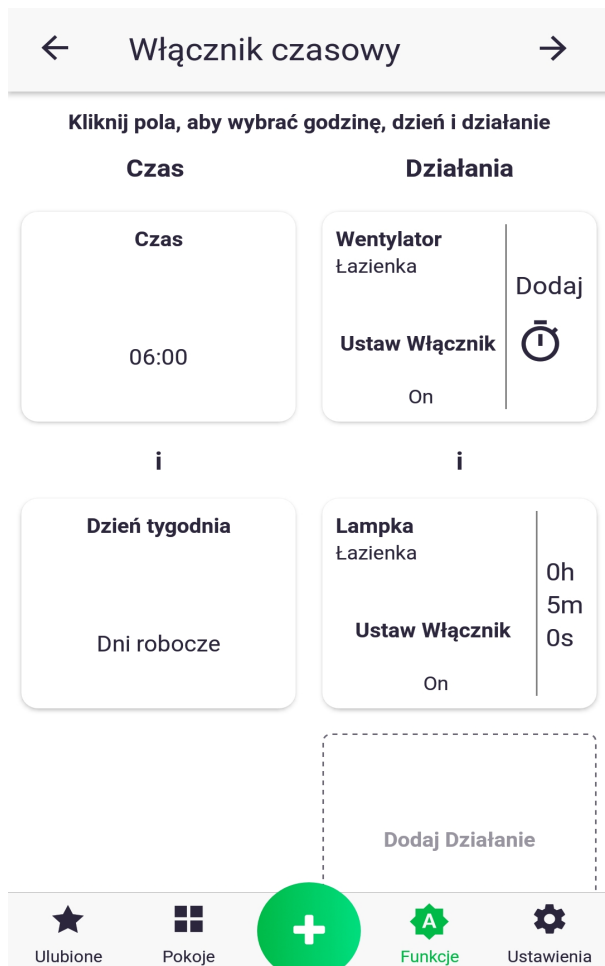 Włącznik czasowy
Kliknij pola, aby wybrać godzinę, dzień i działanie
Czas
Działania
Czas
06:00
Wentylator
Łazienka
Ustaw Włącznik
On
Dodaj
i
i
Dzień tygodnia
Dni robocze
Lampka
Łazienka
Ustaw Włącznik
On
0h
5m
0s
Dodaj Działanie
A
Ulubione
Pokoje
Funkcje
Ustawienia